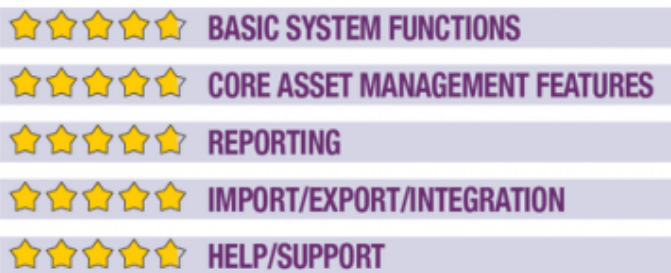 BASIC SYSTEM FUNCTIONS
CORE ASSET MANAGEMENT FEATURES
REPORTING
IMPORT/EXPORT/INTEGRATION
HELP/SUPPORT